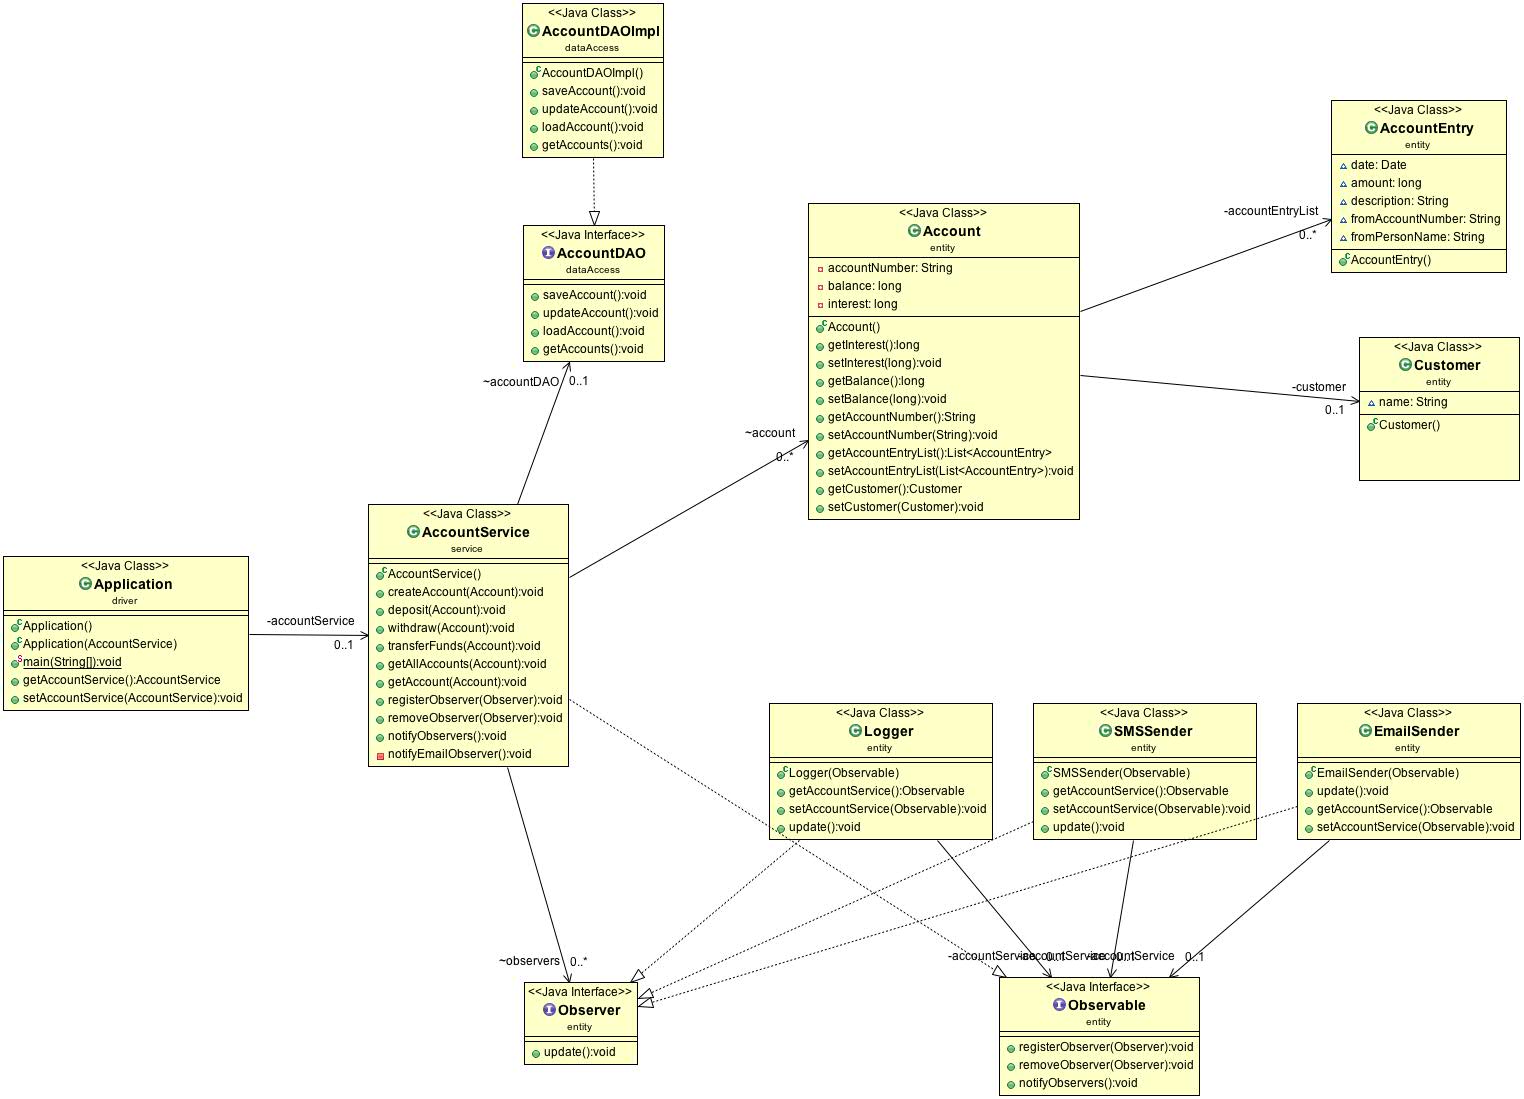 <<Java Class>>
AccountDAOImpl
dataAccess
AccountDAOImpl()
saveAccount():void
updateAccount():void
loadAccount():void
getAccounts():void
<<Java Interface>>
AccountDAO
dataAccess
saveAccount():void
updateAccount():void
loadAccount():void
getAccounts():void
~accountDAO
0..1
<<Java Class>>
AccountEntry
entity
date: Date
amount: long
description: String
fromAccountNumber: String
fromPersonName: String
AccountEntry()
-accountEntryList
0..*
<<Java Class>>
Account
entity
accountNumber: String
balance: long
interest: long
Account()
getInterest():long
setInterest(long):void
getBalance():long
setBalance(long):void
getAccountNumber():String
setAccountNumber(String):void
getAccountEntryList():List<AccountEntry>
setAccountEntryList(List<AccountEntry>):void
getCustomer():Customer
setCustomer(Customer):void
<<Java Class>>
Customer
entity
name: String
Customer()
-customer
0..1
~account
0..*
<<Java Class>>
AccountService
service
AccountService()
createAccount(Account):void
deposit(Account):void
withdraw(Account):void
transferFunds(Account):void
getAllAccounts(Account):void
getAccount(Account):void
registerObserver(Observer):void
removeObserver(Observer):void
notifyObservers():void
notifyEmailObserver():void
<<Java Class>>
Application
driver
Application()
Application(AccountService)
main(String[]):void
getAccountService():AccountService
setAccountService(AccountService):void
-accountService
0..1
<<Java Class>>
Logger
entity
Logger(Observable)
getAccountService():Observable
setAccountService(Observable):void
update():void
<<Java Class>>
SMSSender
entity
SMSSender(Observable)
getAccountService():Observable
setAccountService(Observable):void
update():void
<<Java Class>>
EmailSender
entity
EmailSender(Observable)
update():void
getAccountService():Observable
setAccountService(Observable):void
~observers
0..*
-accountService
0..1
-accountService
0..1
-accountService
0..1
<<Java Interface>>
Observer
entity
update():void
<<Java Interface>>
Observable
entity
registerObserver(Observer):void
removeObserver(Observer):void
notifyObservers():void